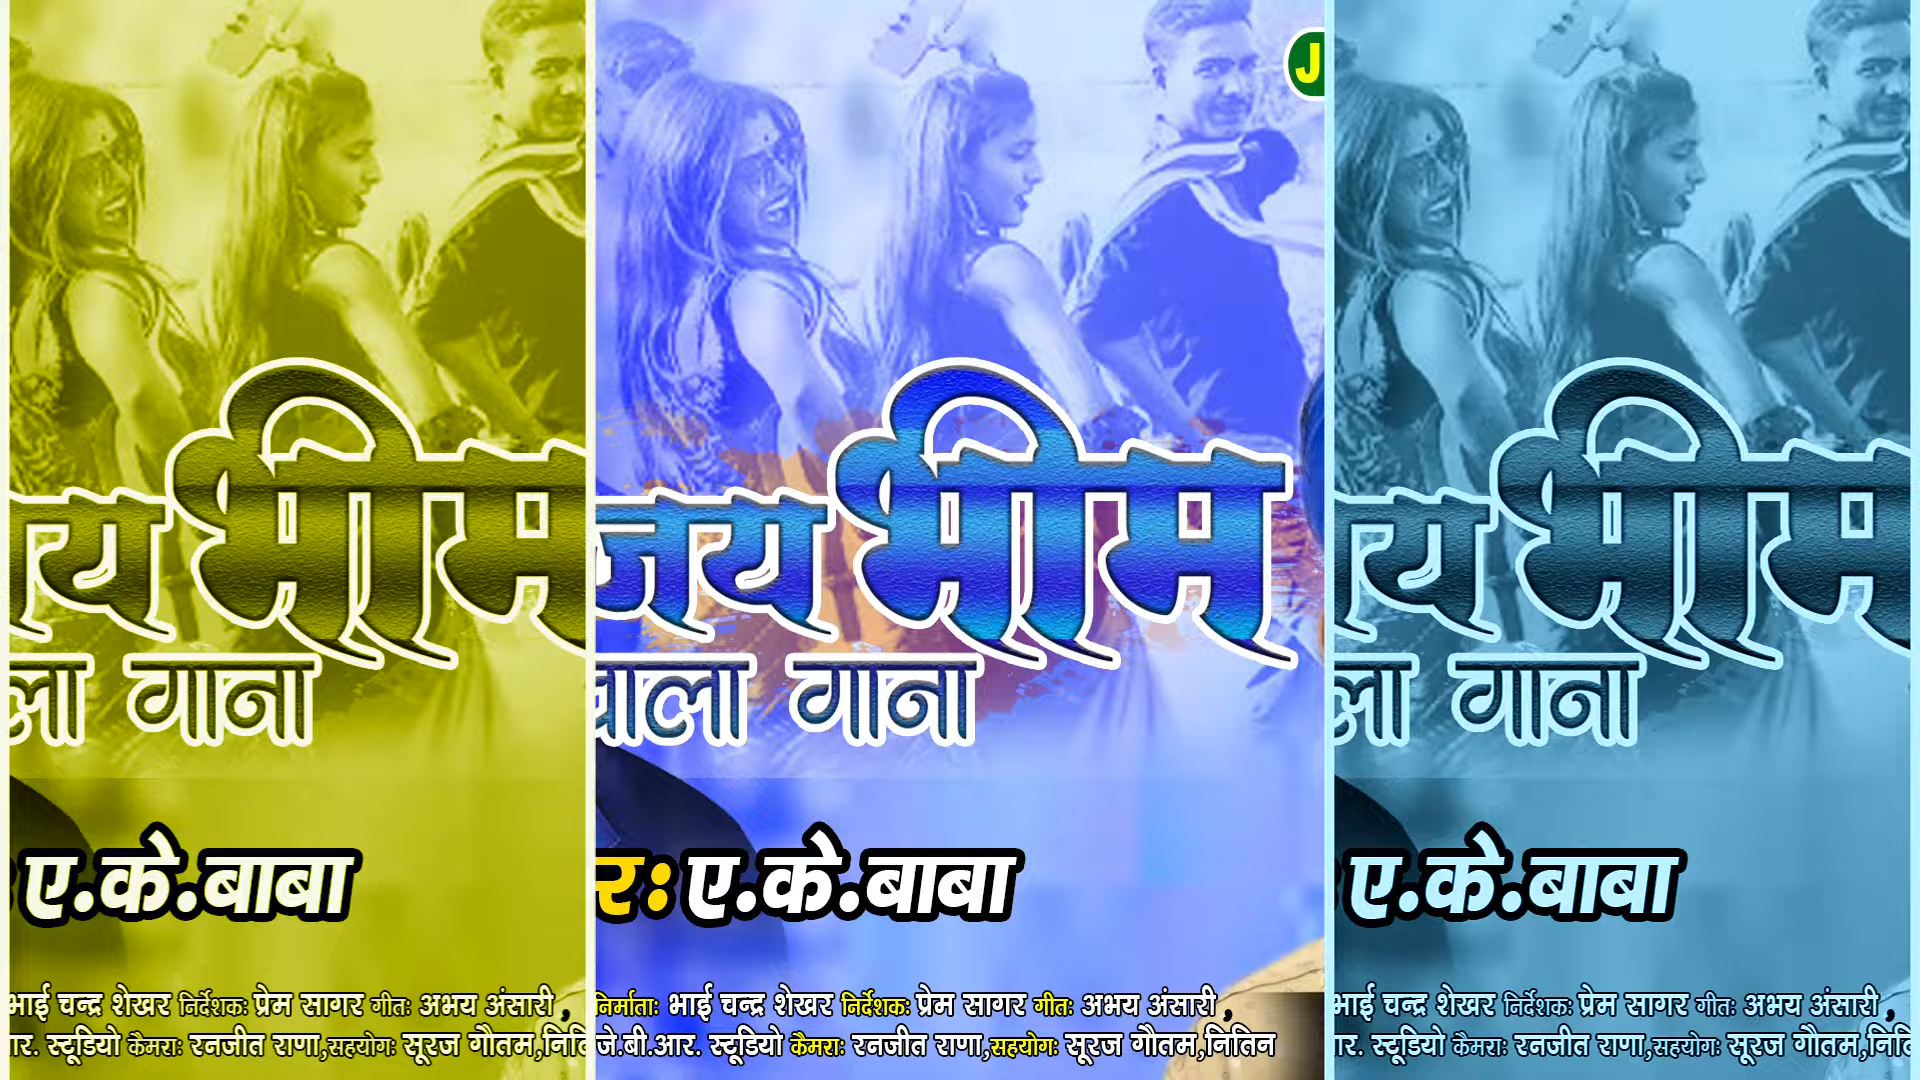 J
जय भीम
वाला गाना
रः ए.के.बाबा
निर्माताः भाई चन्द्र शेखर निर्देशकः प्रेम सागर गीतः अभय अंसारी,
जे.बी.आर. स्टूडियो कैमराः रनजीत राणा,सहयोगः सूरज गौतम,नितिन